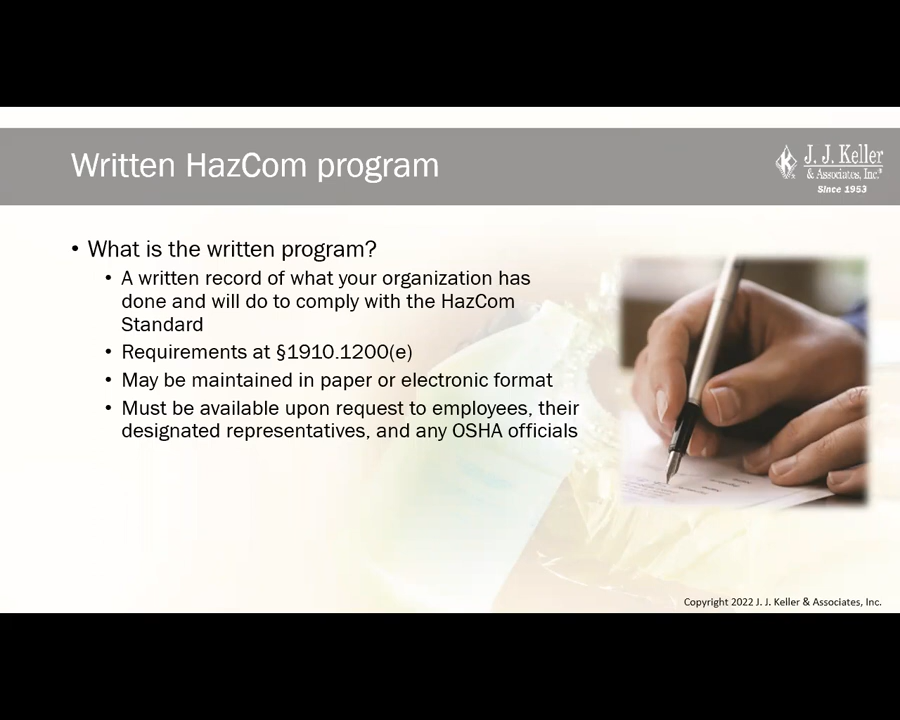 Written HazCom program
J. J. Keller
& Associates, Inc.®
Since 1953
• What is the written program?
• A written record of what your organization has
done and will do to comply with the HazCom
Standard
• Requirements at §1910.1200(e)
• May be maintained in paper or electronic format
• Must be available upon request to employees, their
designated representatives, and any OSHA officials
Copyright 2022 J. J. Keller & Associates, Inc.